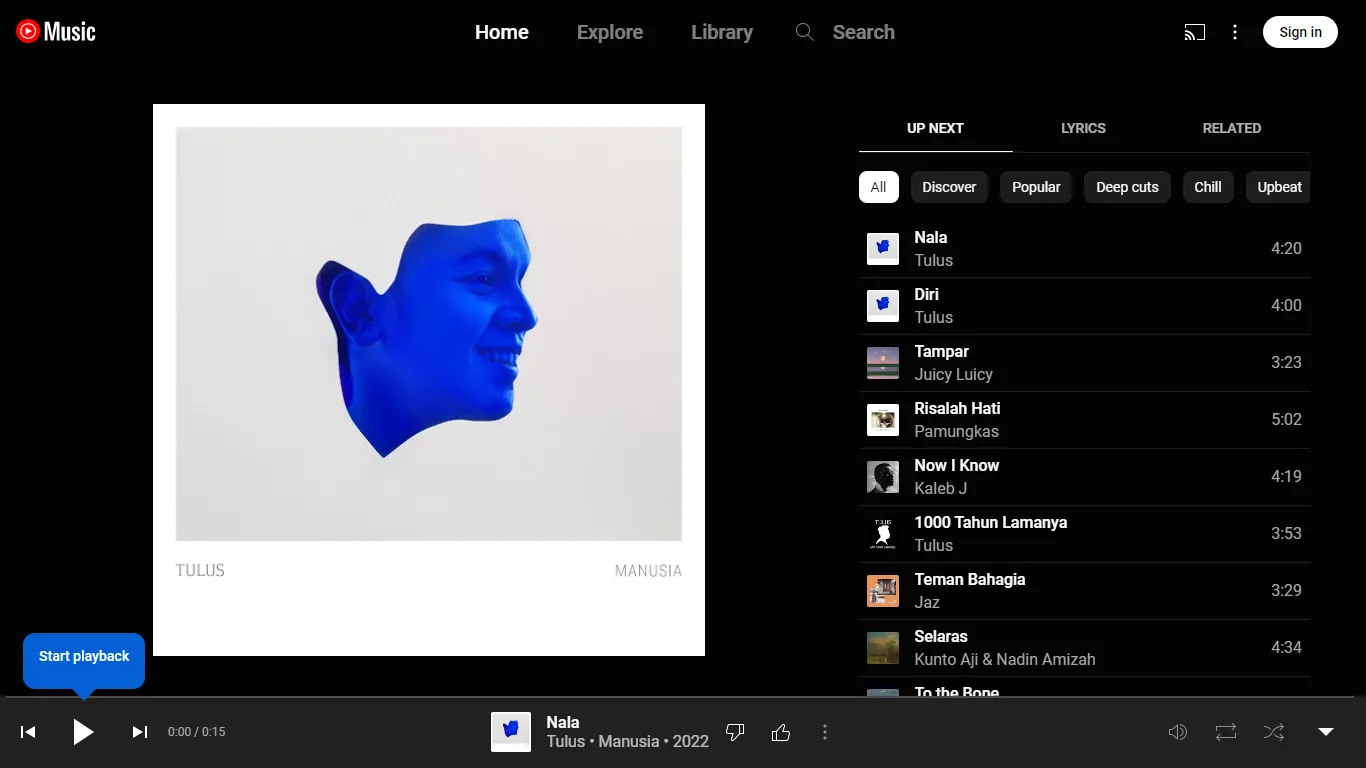 Music
Home
Explore
Library
Search
Sign in
TULUS
MANUSIA
UP NEXT
LYRICS
RELATED
All
Discover
Popular
Deep cuts
Chill
Upbeat
Nala
Tulus
4:20
Diri
Tulus
4:00
Tampar
Juicy Luicy
3:23
Risalah Hati
Pamungkas
5:02
Now I Know
Kaleb J
4:19
1000 Tahun Lamanya
Tulus
3:53
Teman Bahagia
Jaz
3:29
Selaras
Kunto Aji & Nadin Amizah
4:34
To the Bone
Start playback
0:00 / 0:15
Nala
Tulus • Manusia • 2022